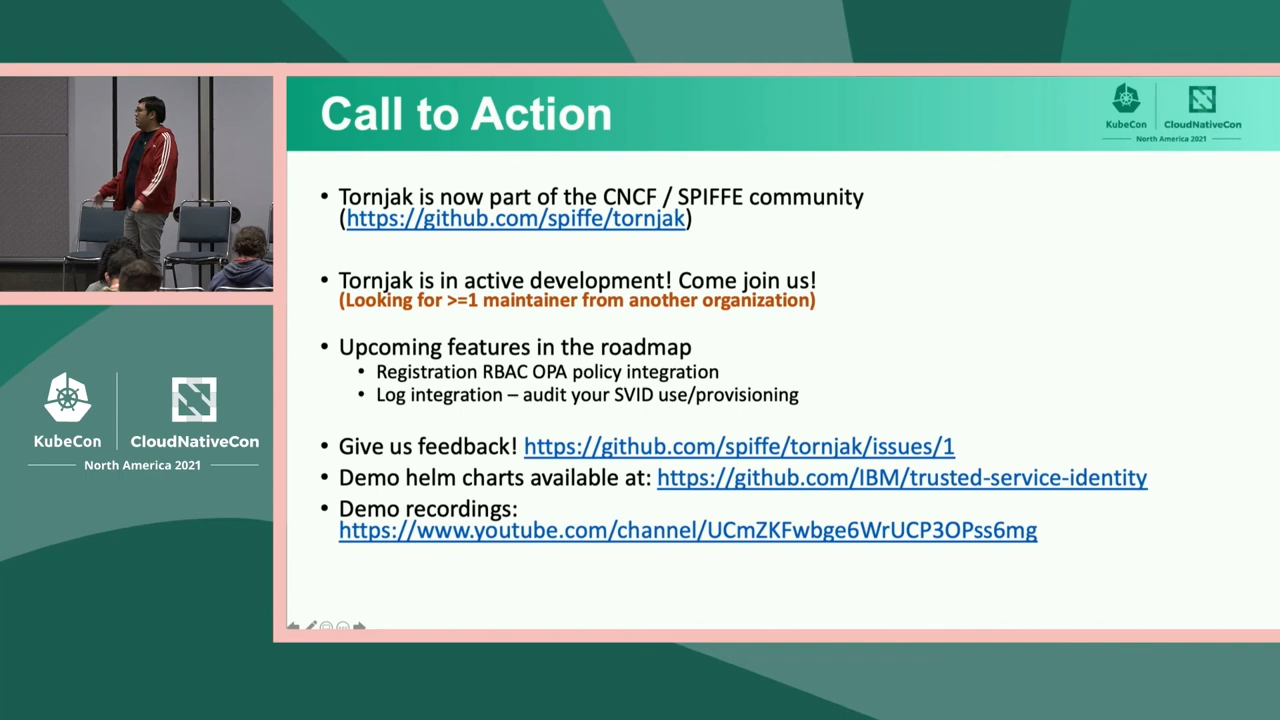 Call to Action
KubeCon
CloudNativeCon
North America 2021
• Tornjak is now part of the CNCF / SPIFFE community
(https://github.com/spiffe/tornjak)
• Tornjak is in active development! Come join us!
(Looking for >=1 maintainer from another organization)
• Upcoming features in the roadmap
• Registration RBAC OPA policy integration
• Log integration – audit your SVID use/provisioning
• Give us feedback! https://github.com/spiffe/tornjak/issues/1
• Demo helm charts available at: https://github.com/IBM/trusted-service-identity
• Demo recordings:
https://www.youtube.com/channel/UCmZKFwbge6WrUCP3OPss6mg
KubeCon
CloudNativeCon
North America 2021